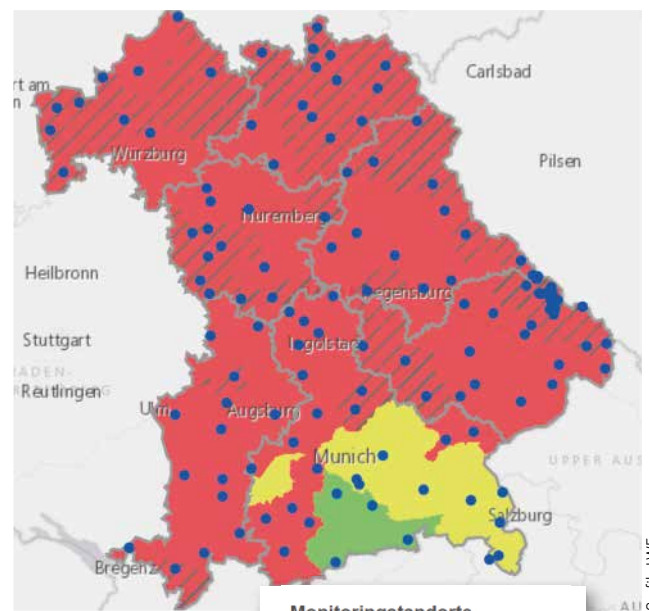 Carlsbad
rt am
n
Würzburg
Pilsen
Nuremberg
Heilbronn
Regensburg
Stuttgart
Ingolstadt
Reutlingen
Ulm
Augsburg
Munich
UPPER AUS
Salzburg
Bregenz
Monitoringstandorte
AU